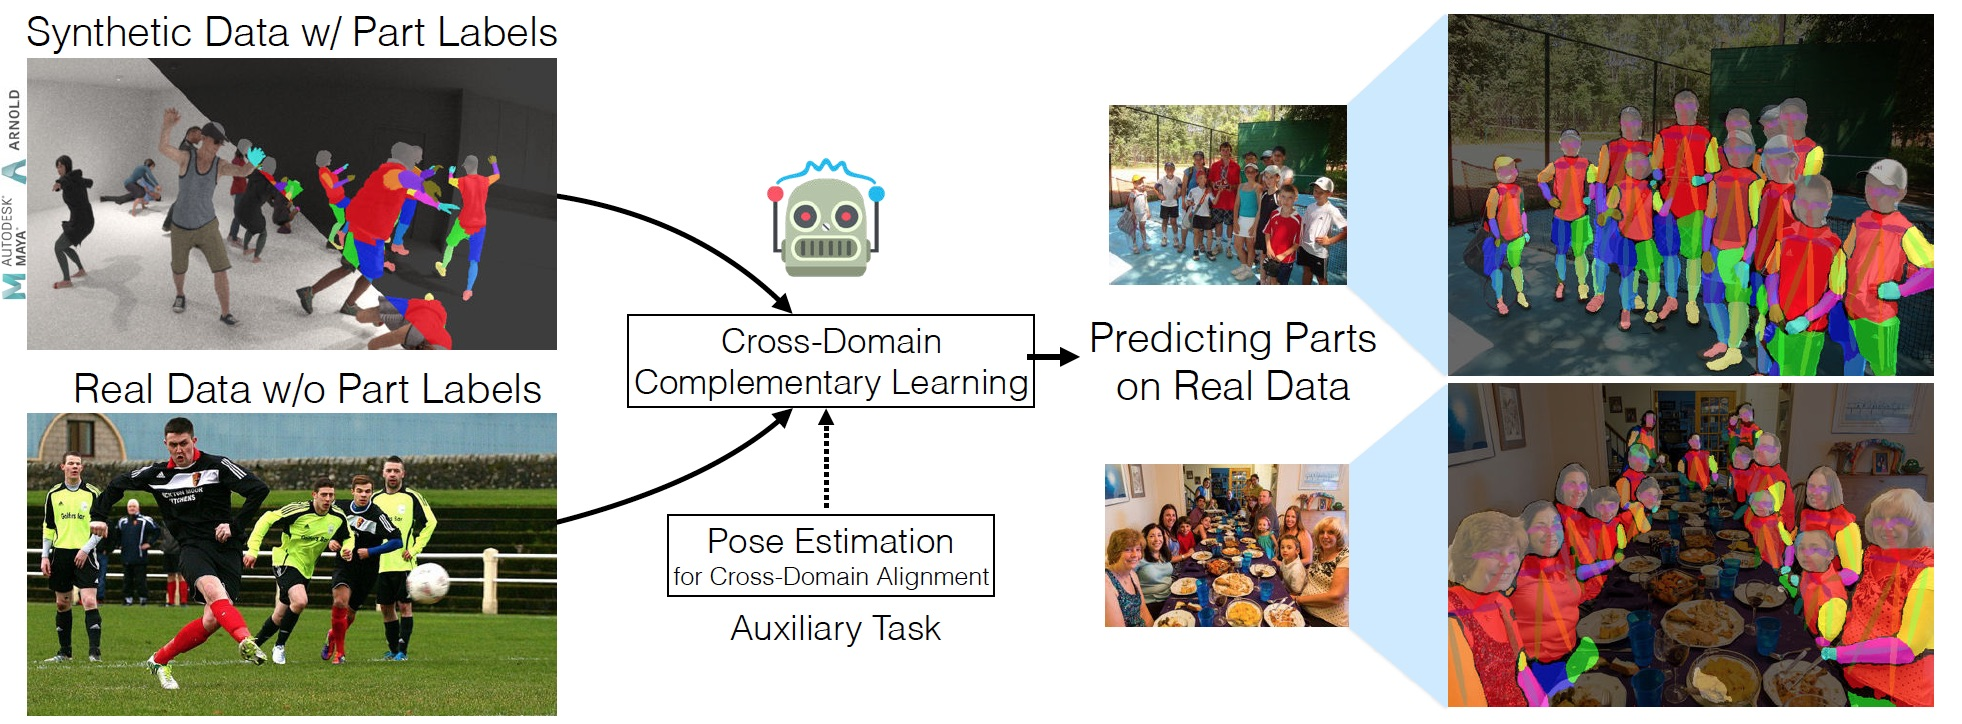 Synthetic Data w/ Part Labels
ARNOLD
AUTODESK®
MAYA®
Real Data w/o Part Labels
Cross-Domain
Complementary Learning
Pose Estimation
for Cross-Domain Alignment
Auxiliary Task
Predicting Parts
on Real Data